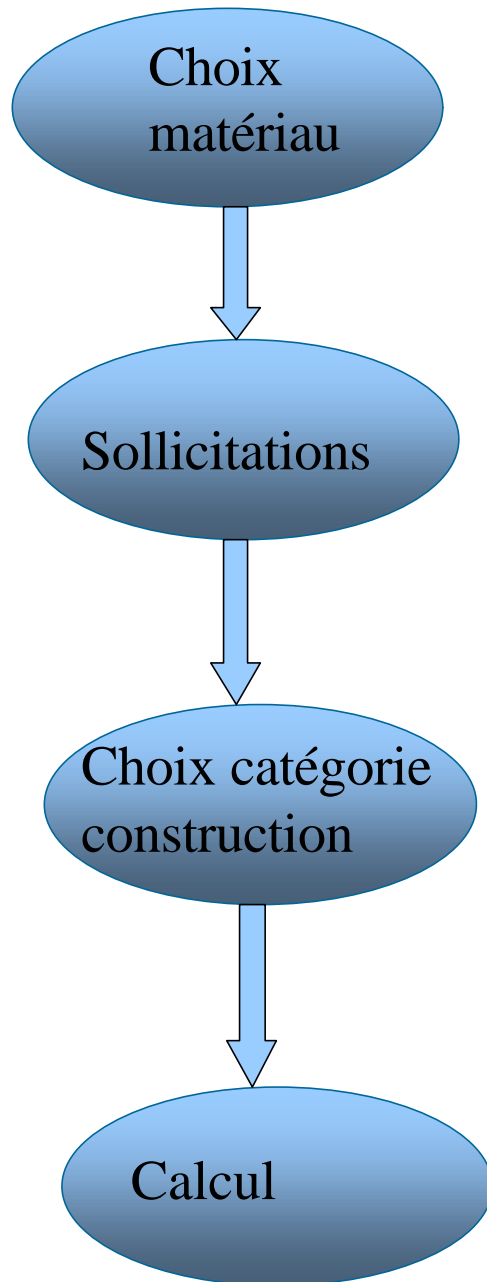 Choix
matériau
Sollicitations
Choix catégorie
construction
Calcul